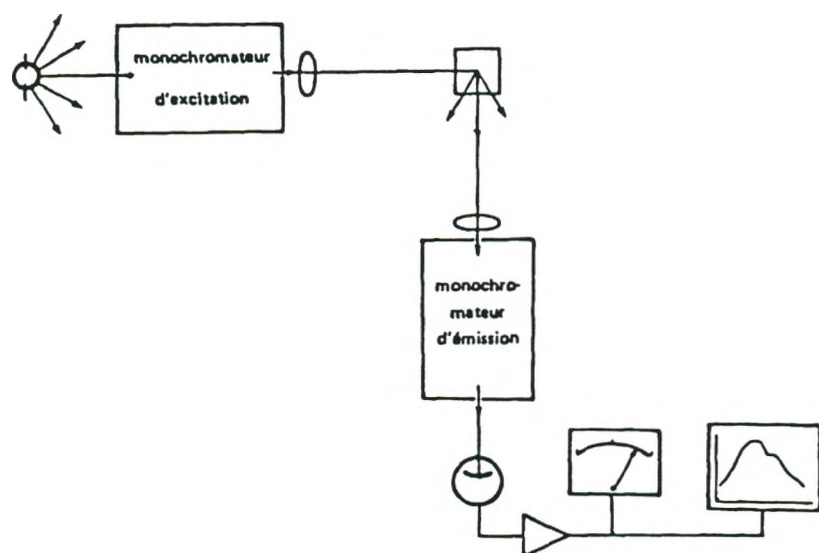 monochromateur
d'excitation
monochro-
mateur
d'émission